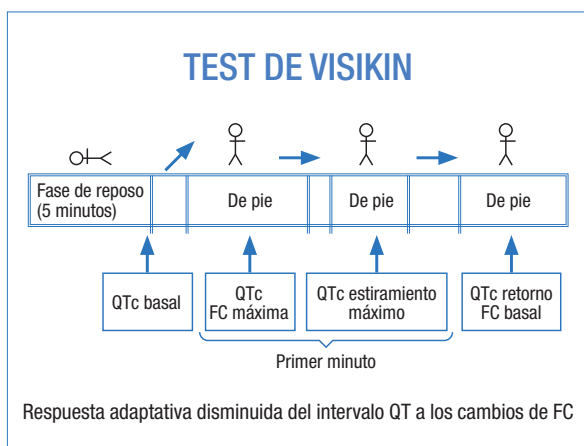 TEST DE VISIKIN
Fase de reposo
(5 minutos)
De pie
De pie
De pie
QTc basal
QTc
FC máxima
QTc estiramiento
máximo
QTc retorno
FC basal
Primer minuto
Respuesta adaptativa disminuida del intervalo QT a los cambios de FC